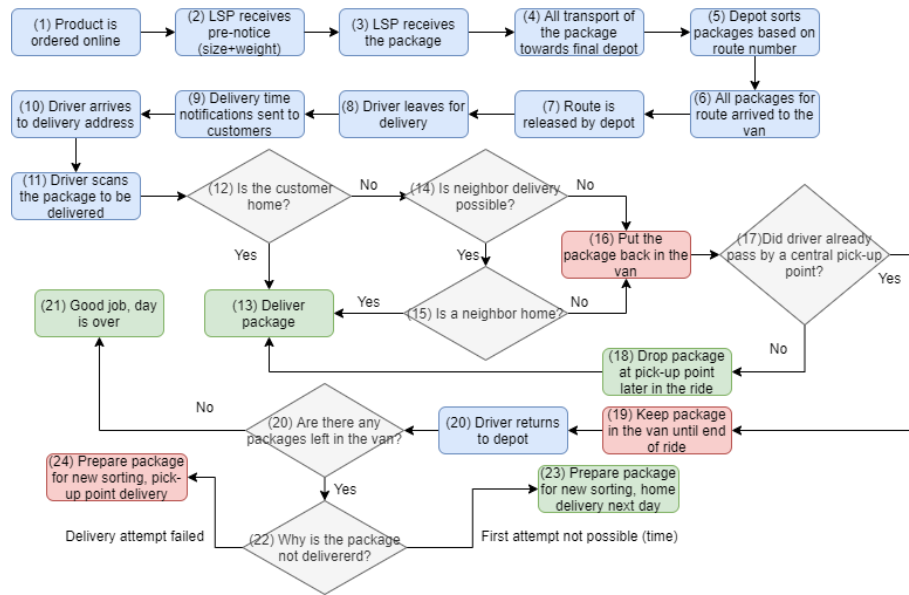 (1) Product is
ordered online
(2) LSP receives
pre-notice
(size+weight)
(3) LSP receives
the package
(4) All transport of
the package
towards final depot
(5) Depot sorts
packages based on
route number
(10) Driver arrives
to delivery address
(9) Delivery time
notifications sent to
customers
(8) Driver leaves for
delivery
(7) Route is
released by depot
(6) All packages for
route arrived to the
van
(11) Driver scans
the package to be
delivered
(12) Is the customer
home?
No
(14) Is neighbor delivery
possible?
No
Yes
Yes
(16) Put the
package back in the
van
(17)Did driver already
pass by a central pick-up
point?
Yes
(21) Good job, day
is over
(13) Deliver
package
Yes
(15) Is a neighbor home?
No
No
(18) Drop package
at pick-up point
later in the ride
No
(20) Are there any
packages left in the van?
(20) Driver returns
to depot
(19) Keep package
in the van until end
of ride
(24) Prepare package
for new sorting, pick-
up point delivery
Yes
(23) Prepare package
for new sorting, home
delivery next day
Delivery attempt failed
(22) Why is the package
not delivererd?
First attempt not possible (time)